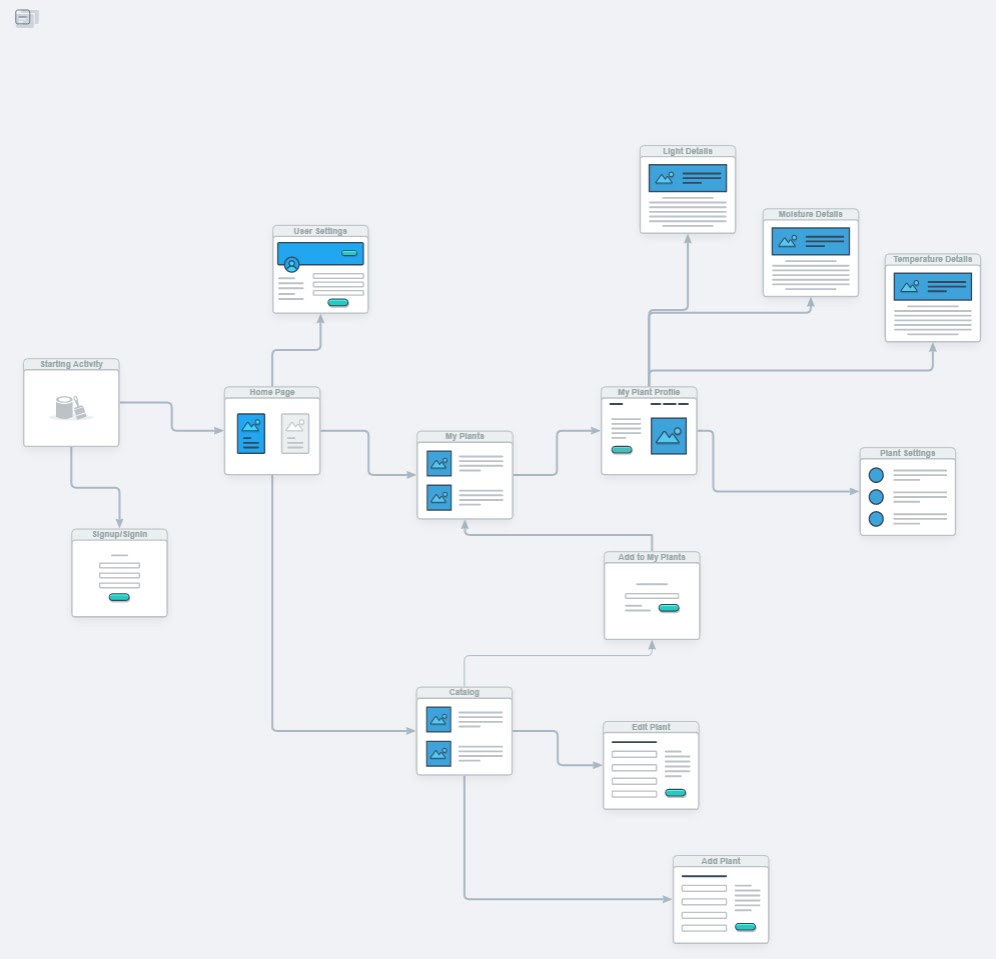 Light Details
Moisture Details
User Settings
Temperature Details
Starting Activity
Home Page
My Plant Profile
My Plants
Plant Settings
Signup/Signin
Add to My Plants
Catalog
Edit Plant
Add Plant